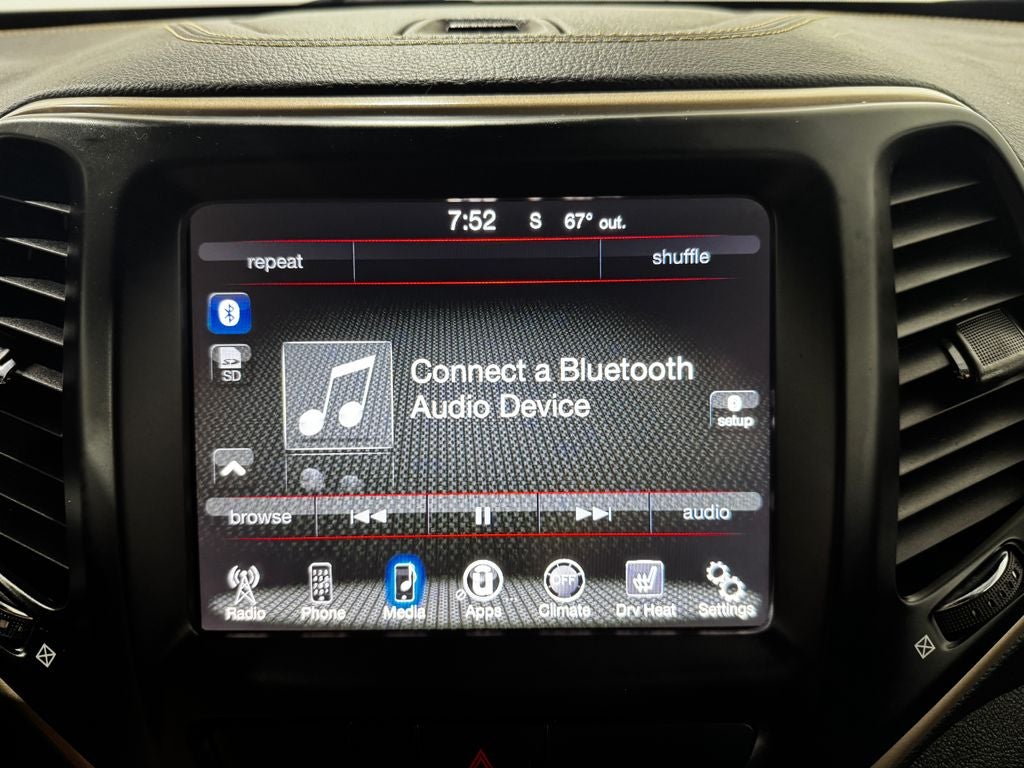 7:52 S 67° out.
repeat shuffle
SD
Connect a Bluetooth
Audio Device
setup
browse audio
Radio Phone Media Apps Climate Drv Heat Settings
OFF